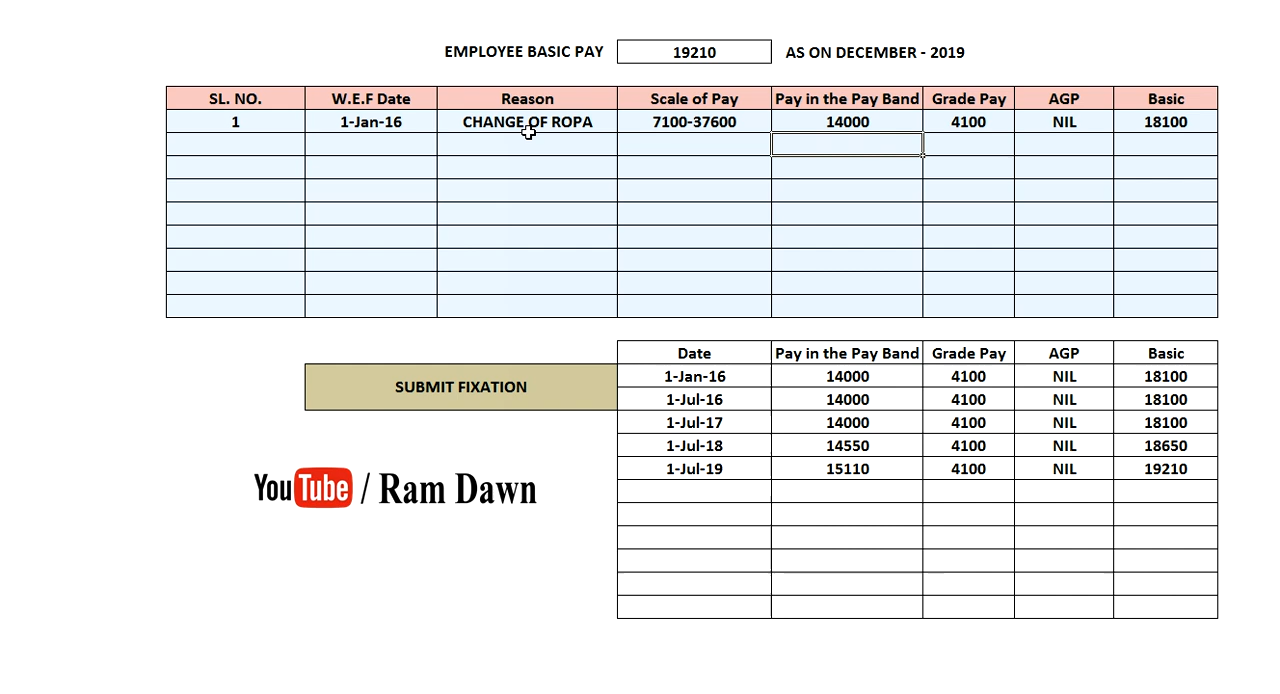 EMPLOYEE BASIC PAY 19210 AS ON DECEMBER - 2019
SL. NO. W.E.F Date Reason Scale of Pay Pay in the Pay Band Grade Pay AGP Basic
1 1-Jan-16 CHANGE OF ROPA 7100-37600 14000 4100 NIL 18100
Date Pay in the Pay Band Grade Pay AGP Basic
SUBMIT FIXATION
1-Jan-16 14000 4100 NIL 18100
1-Jul-16 14000 4100 NIL 18100
1-Jul-17 14000 4100 NIL 18100
1-Jul-18 14550 4100 NIL 18650
1-Jul-19 15110 4100 NIL 19210
YouTube / Ram Dawn